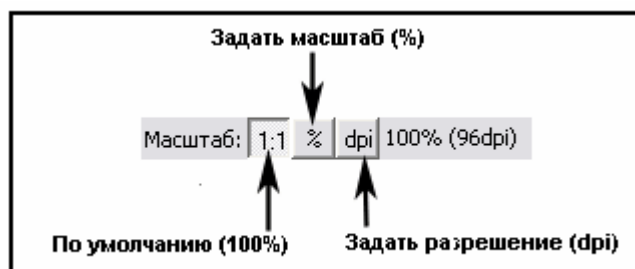 Задать масштаб (%)
Масштаб: 1:1 % dpi 100% (96dpi)
По умолчанию (100%) Задать разрешение (dpi)